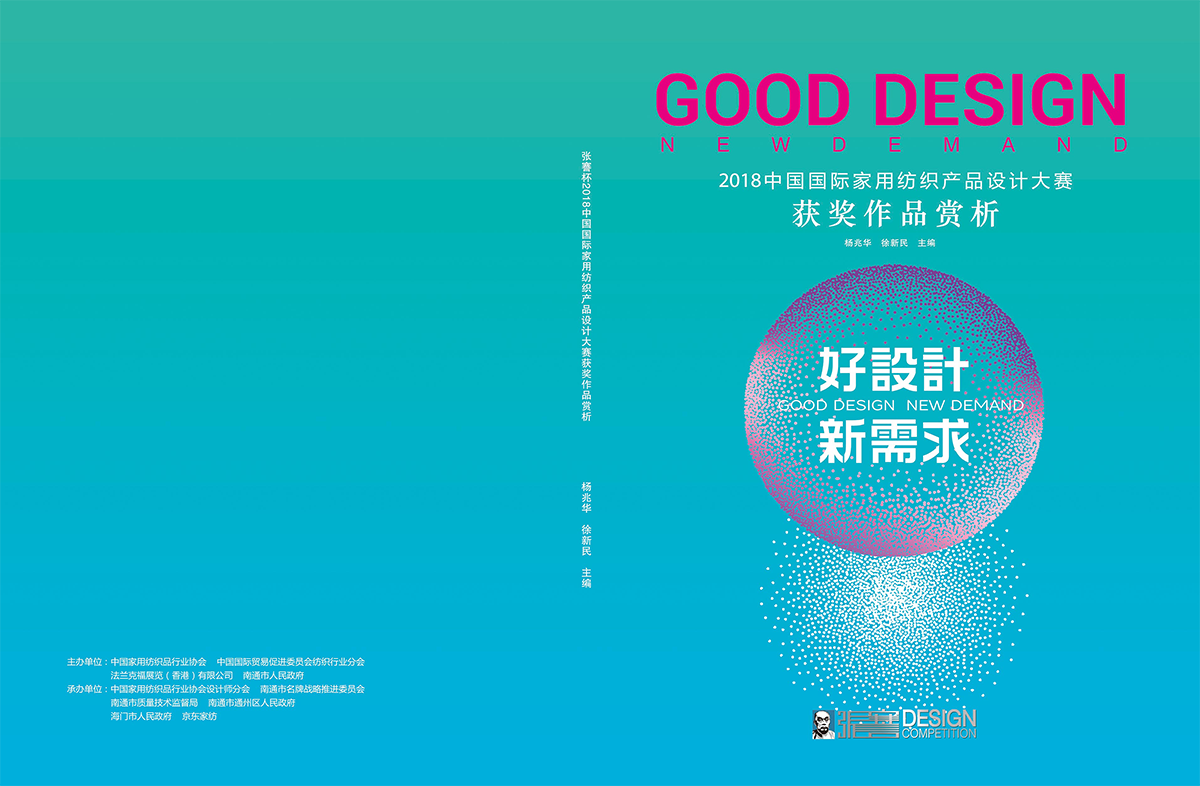 GOOD DESIGN
NEW DEMAND
2018中国国际家用纺织产品设计大赛
获奖作品赏析
杨兆华 徐新民 主编
好設計
GOOD DESIGN NEW DEMAND
新需求
张謇 DESIGN
COMPETITION
张謇杯2018中国国际家用纺织产品设计大赛获奖作品赏析
杨兆华 徐新民 主编
主办单位：中国家用纺织品行业协会 中国国际贸易促进委员会纺织行业分会
法兰克福展览（香港）有限公司 南通市人民政府
承办单位：中国家用纺织品行业协会设计师分会 南通市名牌战略推进委员会
南通市质量技术监督局 南通市通州区人民政府
海门市人民政府 京东家纺